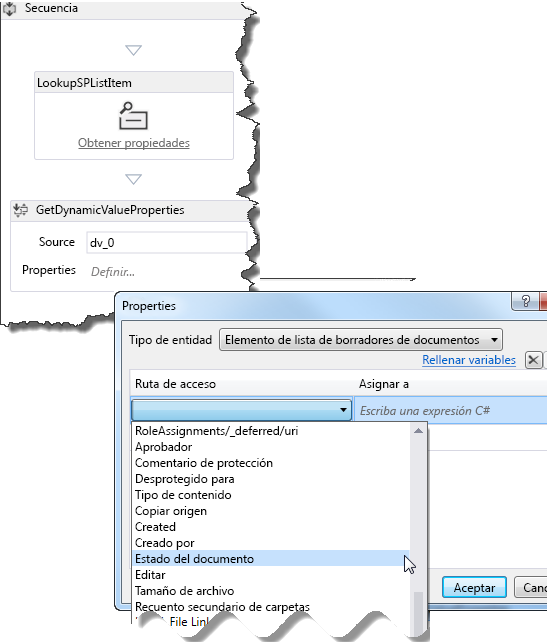 Secuencia
LookupSPListItem
Obtener propiedades
GetDynamicValueProperties
Source dv_0
Properties Definir...
Properties
?
Tipo de entidad Elemento de lista de borradores de documentos
Rellenar variables
Ruta de acceso Asignar a
Escriba una expresión C#
RoleAssignments/_deferred/uri
Aprobador
Comentario de protección
Desprotegido para
Tipo de contenido
Copiar origen
Created
Creado por
Estado del documento
Editar
Tamaño de archivo
Recuento secundario de carpetas
File Lin
Aceptar Canc